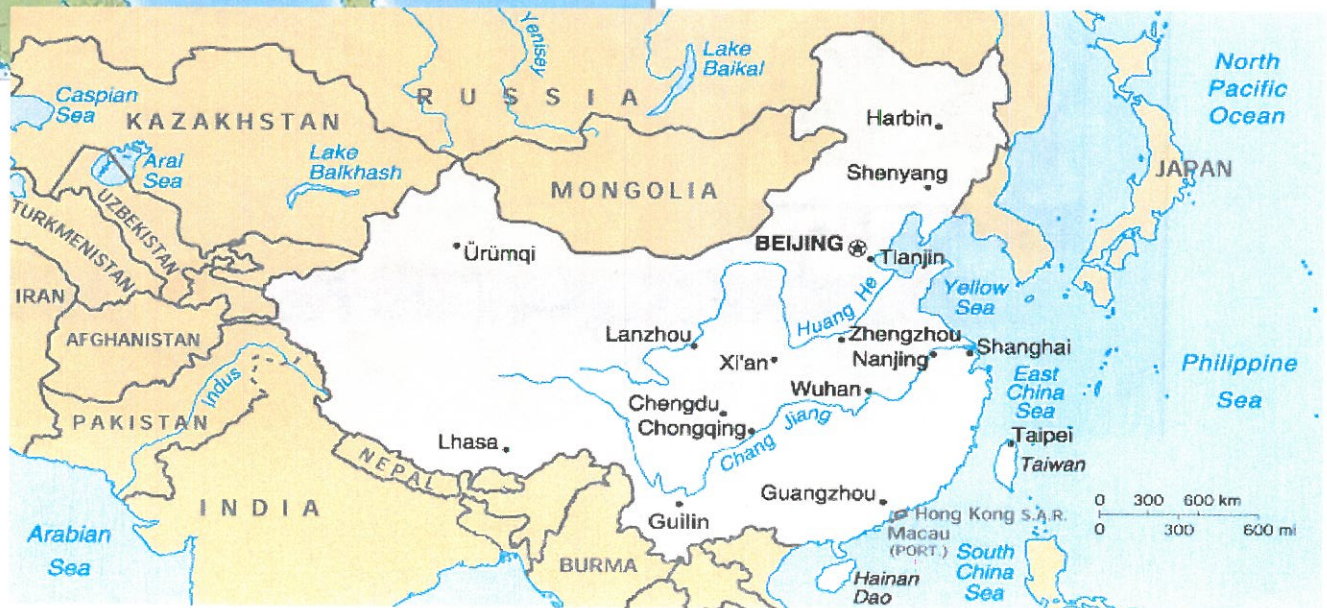 Yenisey
Lake
Baikal
North
Pacific
Ocean
Caspian
Sea
RUSSIA
KAZAKHSTAN
Harbin
Aral
Sea
Lake
Balkhash
Shenyang
JAPAN
MONGOLIA
UZBEKISTAN
TURKMENISTAN
Ürümqi
BEIJING
Tianjin
IRAN
Yellow
Sea
Huang He
AFGHANISTAN
Lanzhou
Zhengzhou
Xi'an
Nanjing
Shanghai
Philippine
Sea
Indus
Wuhan
East
China
Sea
PAKISTAN
Chengdu
Chongqing
Chang Jiang
Lhasa
Taipei
Taiwan
NEPAL
INDIA
Guangzhou
Guilin
0 300 600 km
0 300 600 mi
Hong Kong S.A.R.
Macau
(PORT.)
Arabian
Sea
BURMA
South
China
Sea
Hainan
Dao